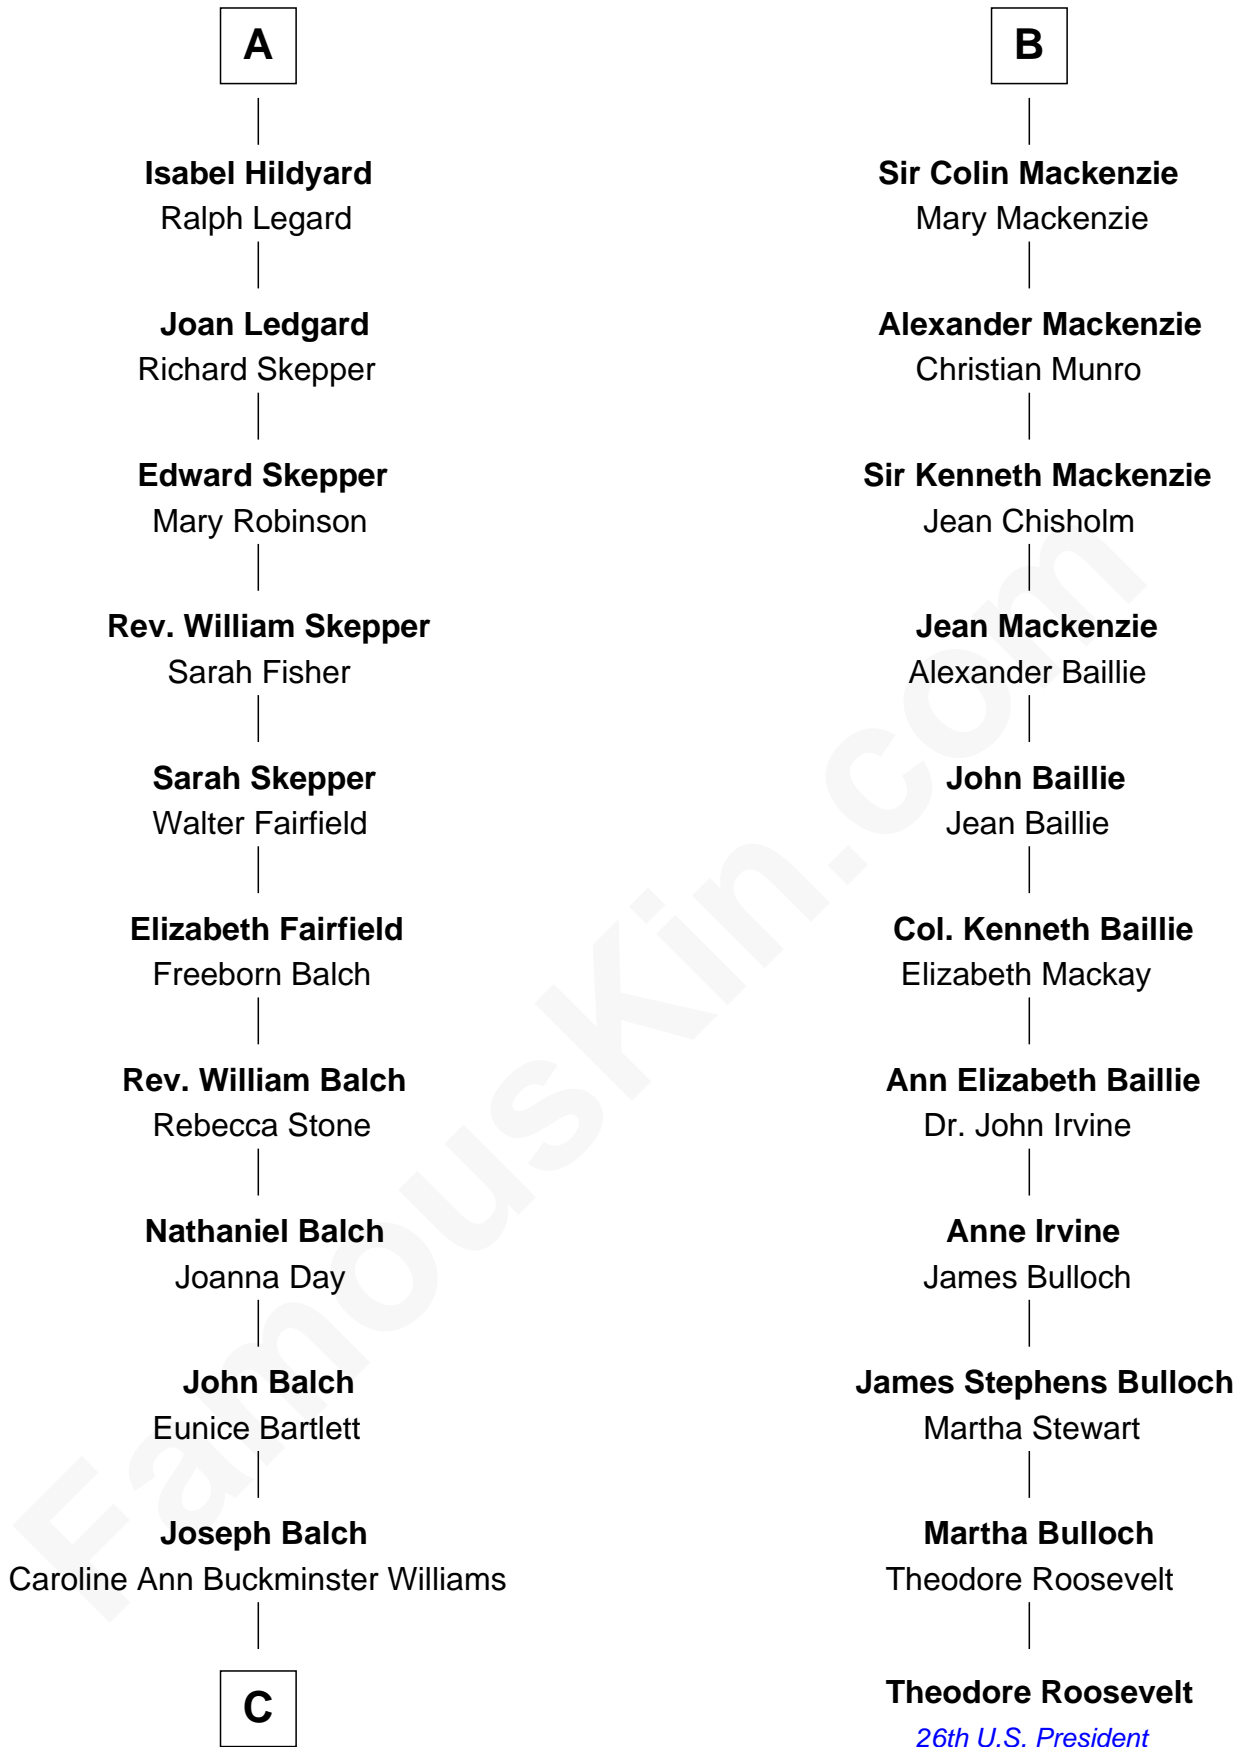 A
Isabel Hildyard
Ralph Legard
Joan Ledgard
Richard Skepper
Edward Skepper
Mary Robinson
Rev. William Skepper
Sarah Fisher
Sarah Skepper
Walter Fairfield
Elizabeth Fairfield
Freeborn Balch
Rev. William Balch
Rebecca Stone
Nathaniel Balch
Joanna Day
John Balch
Eunice Bartlett
Joseph Balch
Caroline Ann Buckminster Williams
C
B
Sir Colin Mackenzie
Mary Mackenzie
Alexander Mackenzie
Christian Munro
Sir Kenneth Mackenzie
Jean Chisholm
Jean Mackenzie
Alexander Baillie
John Baillie
Jean Baillie
Col. Kenneth Baillie
Elizabeth Mackay
Ann Elizabeth Baillie
Dr. John Irvine
Anne Irvine
James Bulloch
James Stephens Bulloch
Martha Stewart
Martha Bulloch
Theodore Roosevelt
Theodore Roosevelt
26th U.S. President
FamousKin.com